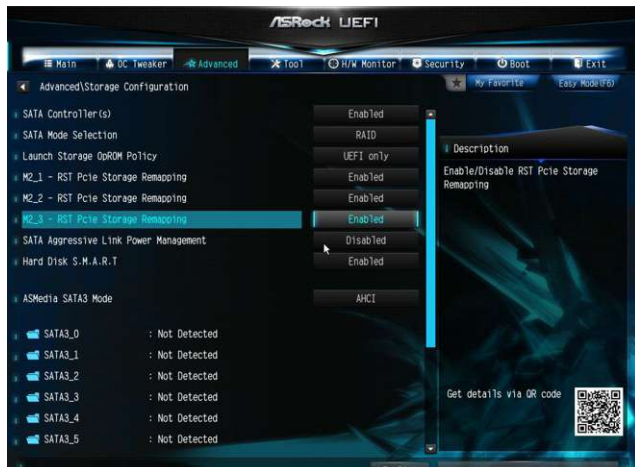 ASRock UEFI
Main OC Tweaker Advanced Tool H/W Monitor Security Boot Exit
Advanced\Storage Configuration
My Favorite Easy Mode(F6)
SATA Controller(s) Enabled
SATA Mode Selection RAID
Launch Storage OpROM Policy UEFI only
M2_1 - RST Pcie Storage Remapping Enabled
M2_2 - RST Pcie Storage Remapping Enabled
M2_3 - RST Pcie Storage Remapping Enabled
SATA Aggressive Link Power Management Disabled
Hard Disk S.M.A.R.T Enabled
ASMedia SATA3 Mode AHCI
SATA3_0 : Not Detected
SATA3_1 : Not Detected
SATA3_2 : Not Detected
SATA3_3 : Not Detected
SATA3_4 : Not Detected
SATA3_5 : Not Detected
Description
Enable/Disable RST Pcie Storage
Remapping
Get details via QR code